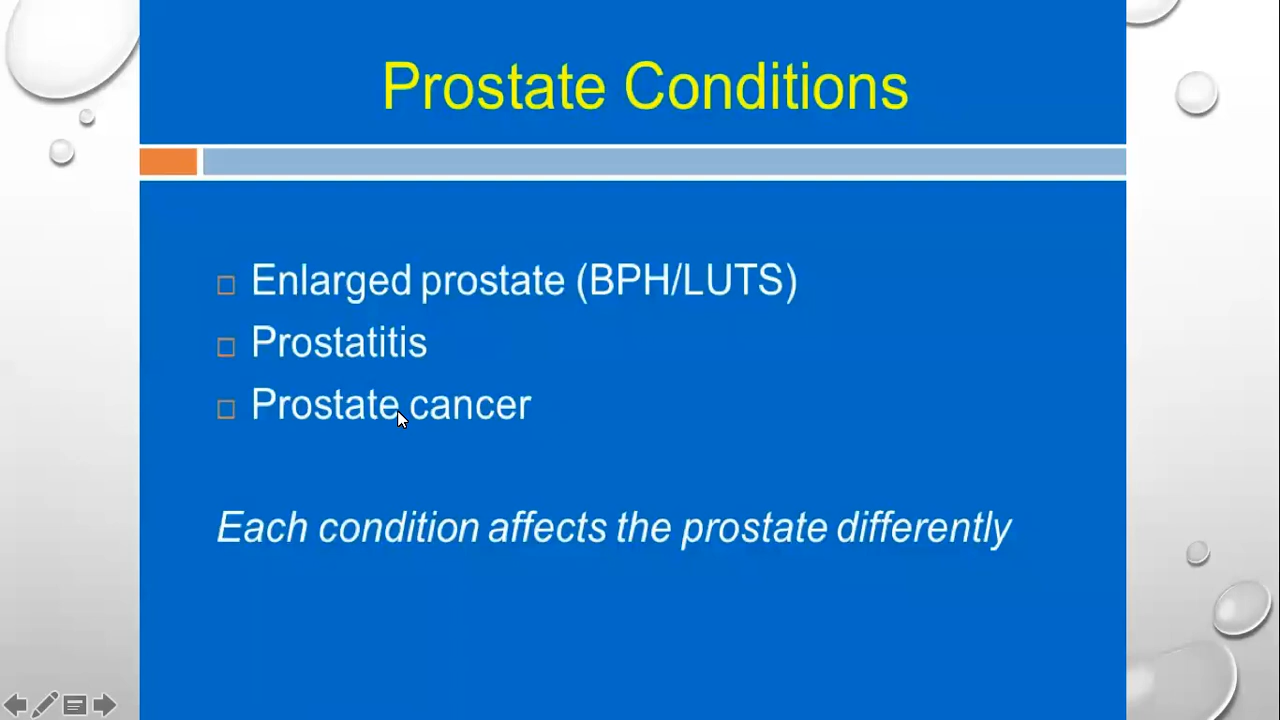 Prostate Conditions
Enlarged prostate (BPH/LUTS)
Prostatitis
Prostate cancer
Each condition affects the prostate differently